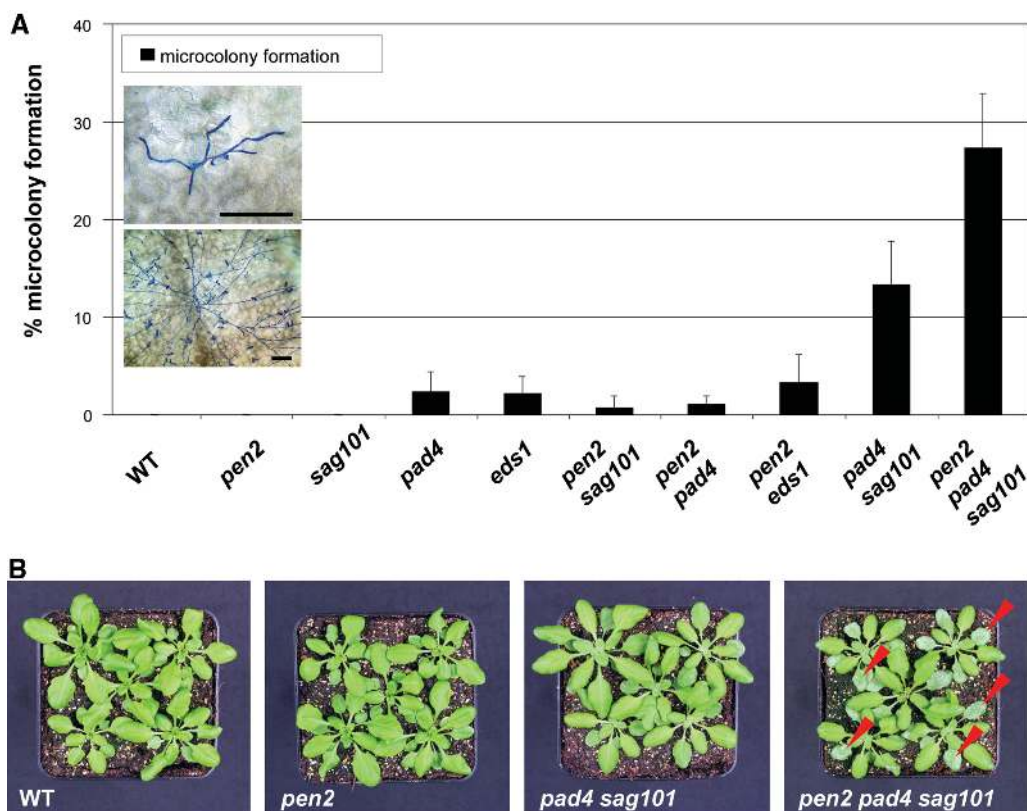 A
40
30
20
10
0
% microcolony formation
microcolony formation
WT
pen2
sag101
pad4
eds1
pen2
sag101
pen2
pad4
pen2
eds1
pad4
sag101
pen2
pad4
sag101
B
WT
pen2
pad4 sag101
pen2 pad4 sag101